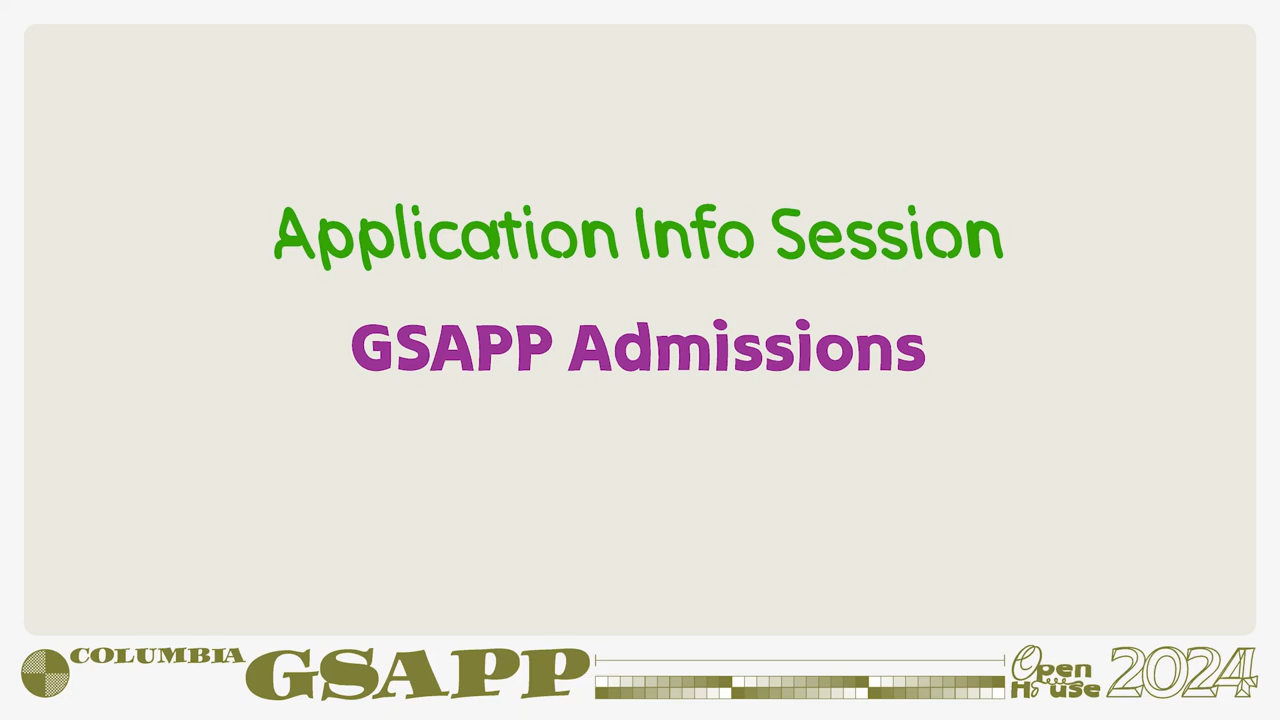 Application Info Session
GSAPP Admissions
COLUMBIA GSAPP
Open House 2024